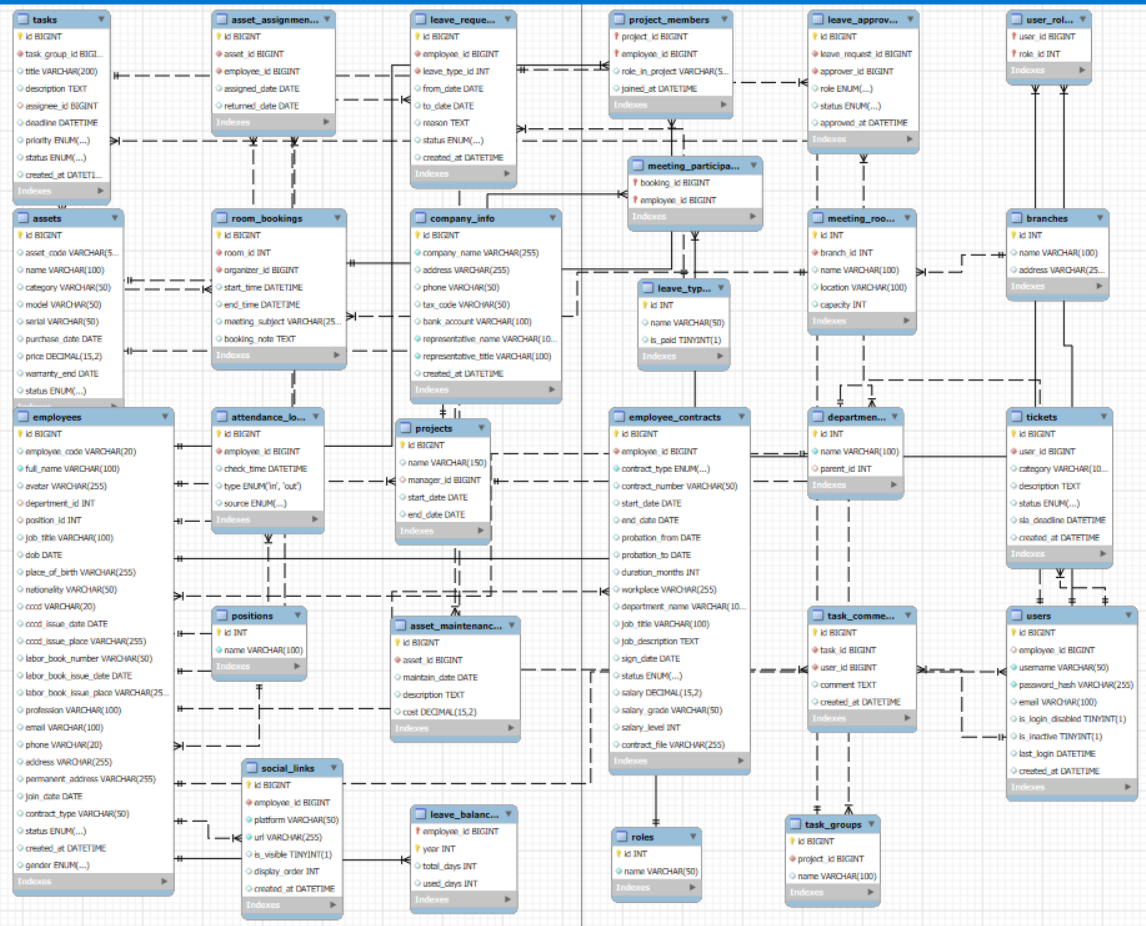 tasks
id BIGINT
task_group_id BIGI...
title VARCHAR(200)
description TEXT
assignee_id BIGINT
deadline DATETIME
priority ENUM(...)
status ENUM(...)
created_at DATETI...
Indexes
asset_assignmen...
id BIGINT
asset_id BIGINT
employee_id BIGINT
assigned_date DATE
returned_date DATE
Indexes
leave_reque...
id BIGINT
employee_id BIGINT
leave_type_id INT
from_date DATE
to_date DATE
reason TEXT
status ENUM(...)
created_at DATETIME
Indexes
project_members
project_id BIGINT
employee_id BIGINT
role_in_project VARCHAR(5...
joined_at DATETIME
Indexes
leave_approv...
id BIGINT
leave_request_id BIGINT
approver_id BIGINT
role ENUM(...)
status ENUM(...)
approved_at DATETIME
Indexes
user_rol...
user_id BIGINT
role_id INT
Indexes
meeting_participa...
booking_id BIGINT
employee_id BIGINT
Indexes
assets
id BIGINT
asset_code VARCHAR(5...
name VARCHAR(100)
category VARCHAR(50)
model VARCHAR(50)
serial VARCHAR(50)
purchase_date DATE
price DECIMAL(15,2)
warranty_end DATE
status ENUM(...)
room_bookings
id BIGINT
room_id INT
organizer_id BIGINT
start_time DATETIME
end_time DATETIME
meeting_subject VARCHAR(25...
booking_note TEXT
Indexes
company_info
id BIGINT
company_name VARCHAR(255)
address VARCHAR(255)
phone VARCHAR(50)
tax_code VARCHAR(50)
bank_account VARCHAR(100)
representative_name VARCHAR(10...
representative_title VARCHAR(100)
created_at DATETIME
Indexes
leave_typ...
id INT
name VARCHAR(50)
is_paid TINYINT(1)
Indexes
meeting_roo...
id INT
branch_id INT
name VARCHAR(100)
location VARCHAR(100)
capacity INT
Indexes
branches
id INT
name VARCHAR(100)
address VARCHAR(25...
Indexes
employees
id BIGINT
employee_code VARCHAR(20)
full_name VARCHAR(100)
avatar VARCHAR(255)
department_id INT
position_id INT
job_title VARCHAR(100)
dob DATE
place_of_birth VARCHAR(255)
nationality VARCHAR(50)
cccd VARCHAR(20)
cccd_issue_date DATE
cccd_issue_place VARCHAR(255)
labor_book_number VARCHAR(50)
labor_book_issue_date DATE
labor_book_issue_place VARCHAR(25...
profession VARCHAR(100)
email VARCHAR(100)
phone VARCHAR(20)
address VARCHAR(255)
permanent_address VARCHAR(255)
join_date DATE
contract_type VARCHAR(50)
status ENUM(...)
created_at DATETIME
gender ENUM(...)
Indexes
attendance_lo...
id BIGINT
employee_id BIGINT
check_time DATETIME
type ENUM('in', 'out')
source ENUM(...)
Indexes
projects
id BIGINT
name VARCHAR(150)
manager_id BIGINT
start_date DATE
end_date DATE
Indexes
employee_contracts
id BIGINT
employee_id BIGINT
contract_type ENUM(...)
contract_number VARCHAR(50)
start_date DATE
end_date DATE
probation_from DATE
probation_to DATE
duration_months INT
workplace VARCHAR(255)
department_name VARCHAR(10...
job_title VARCHAR(100)
job_description TEXT
sign_date DATE
status ENUM(...)
salary DECIMAL(15,2)
salary_grade VARCHAR(50)
salary_level INT
contract_file VARCHAR(255)
Indexes
departmen...
id INT
name VARCHAR(100)
parent_id INT
Indexes
tickets
id BIGINT
user_id BIGINT
category VARCHAR(10...
description TEXT
status ENUM(...)
sla_deadline DATETIME
created_at DATETIME
Indexes
positions
id INT
name VARCHAR(100)
Indexes
asset_maintenanc...
id BIGINT
asset_id BIGINT
maintain_date DATE
description TEXT
cost DECIMAL(15,2)
Indexes
task_comme...
id BIGINT
task_id BIGINT
user_id BIGINT
comment TEXT
created_at DATETIME
Indexes
users
id BIGINT
employee_id BIGINT
username VARCHAR(50)
password_hash VARCHAR(255)
email VARCHAR(100)
is_login_disabled TINYINT(1)
is_inactive TINYINT(1)
last_login DATETIME
created_at DATETIME
Indexes
social_links
id BIGINT
employee_id BIGINT
platform VARCHAR(50)
url VARCHAR(255)
is_visible TINYINT(1)
display_order INT
created_at DATETIME
Indexes
leave_balanc...
employee_id BIGINT
year INT
total_days INT
used_days INT
Indexes
roles
id INT
name VARCHAR(50)
Indexes
task_groups
id BIGINT
project_id BIGINT
name VARCHAR(100)
Indexes